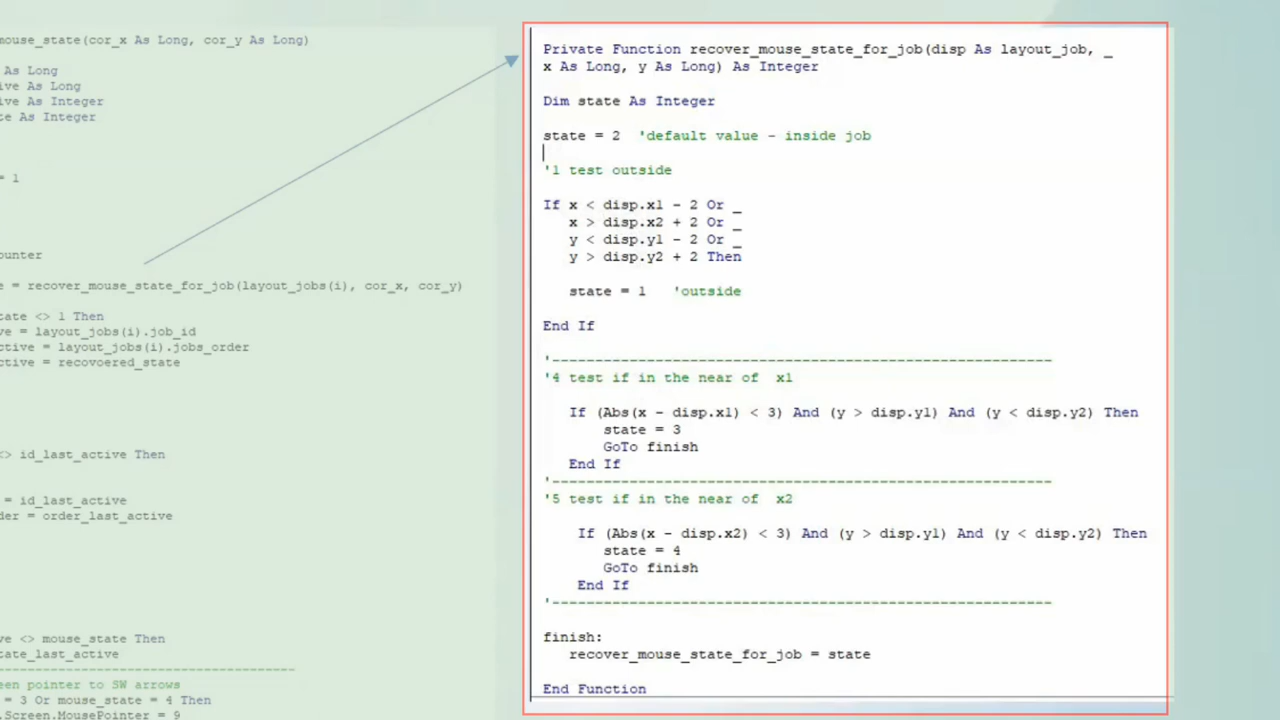 mouse_state(cor_x As Long, cor_y As Long)
As Long
ive As Long
ive As Integer
te As Integer
= 1
ounter
e = recover_mouse_state_for_job(layout_jobs(i), cor_x, cor_y)
tate <> 1 Then
ve = layout_jobs(i).job_id
ctive = layout_jobs(i).jobs_order
ctive = recovoered_state
<> id_last_active Then
= id_last_active
der = order_last_active
ve <> mouse_state Then
tate_last_active
een pointer to SW arrows
= 3 Or mouse_state = 4 Then
.Screen.MousePointer = 9
Private Function recover_mouse_state_for_job(disp As layout_job, _
x As Long, y As Long) As Integer
Dim state As Integer
state = 2  'default value - inside job
'1 test outside
If x < disp.x1 - 2 Or _
x > disp.x2 + 2 Or _
y < disp.y1 - 2 Or _
y > disp.y2 + 2 Then
state = 1   'outside
End If
'----------------------------------------------------------
'4 test if in the near of  x1
If (Abs(x - disp.x1) < 3) And (y > disp.y1) And (y < disp.y2) Then
state = 3
GoTo finish
End If
'----------------------------------------------------------
'5 test if in the near of  x2
If (Abs(x - disp.x2) < 3) And (y > disp.y1) And (y < disp.y2) Then
state = 4
GoTo finish
End If
'----------------------------------------------------------
finish:
recover_mouse_state_for_job = state
End Function